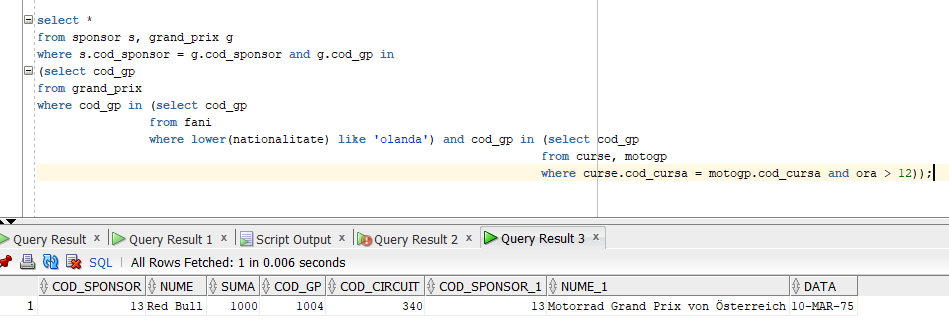 select *
from sponsor s, grand_prix g
where s.cod_sponsor = g.cod_sponsor and g.cod_gp in
(select cod_gp
from grand_prix
where cod_gp in (select cod_gp
from fani
where lower(nationalitate) like 'olanda') and cod_gp in (select cod_gp
from curse, motogp
where curse.cod_cursa = motogp.cod_cursa and ora > 12));
Query Result x Query Result 1 x Script Output x Query Result 2 x Query Result 3 x
SQL | All Rows Fetched: 1 in 0.006 seconds
COD_SPONSOR NUME SUMA COD_GP COD_CIRCUIT COD_SPONSOR_1 NUME_1 DATA
1 13 Red Bull 1000 1004 340 13 Motorrad Grand Prix von Österreich 10-MAR-75